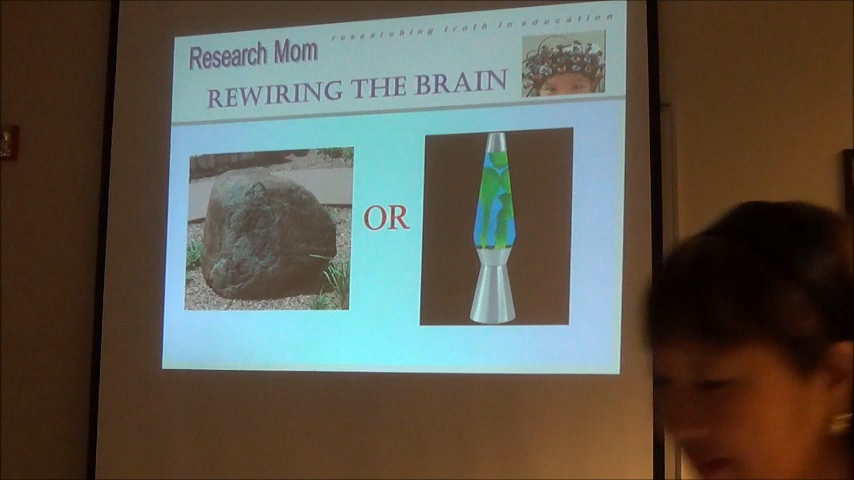 researching truth in education
Research Mom
REWIRING THE BRAIN
OR